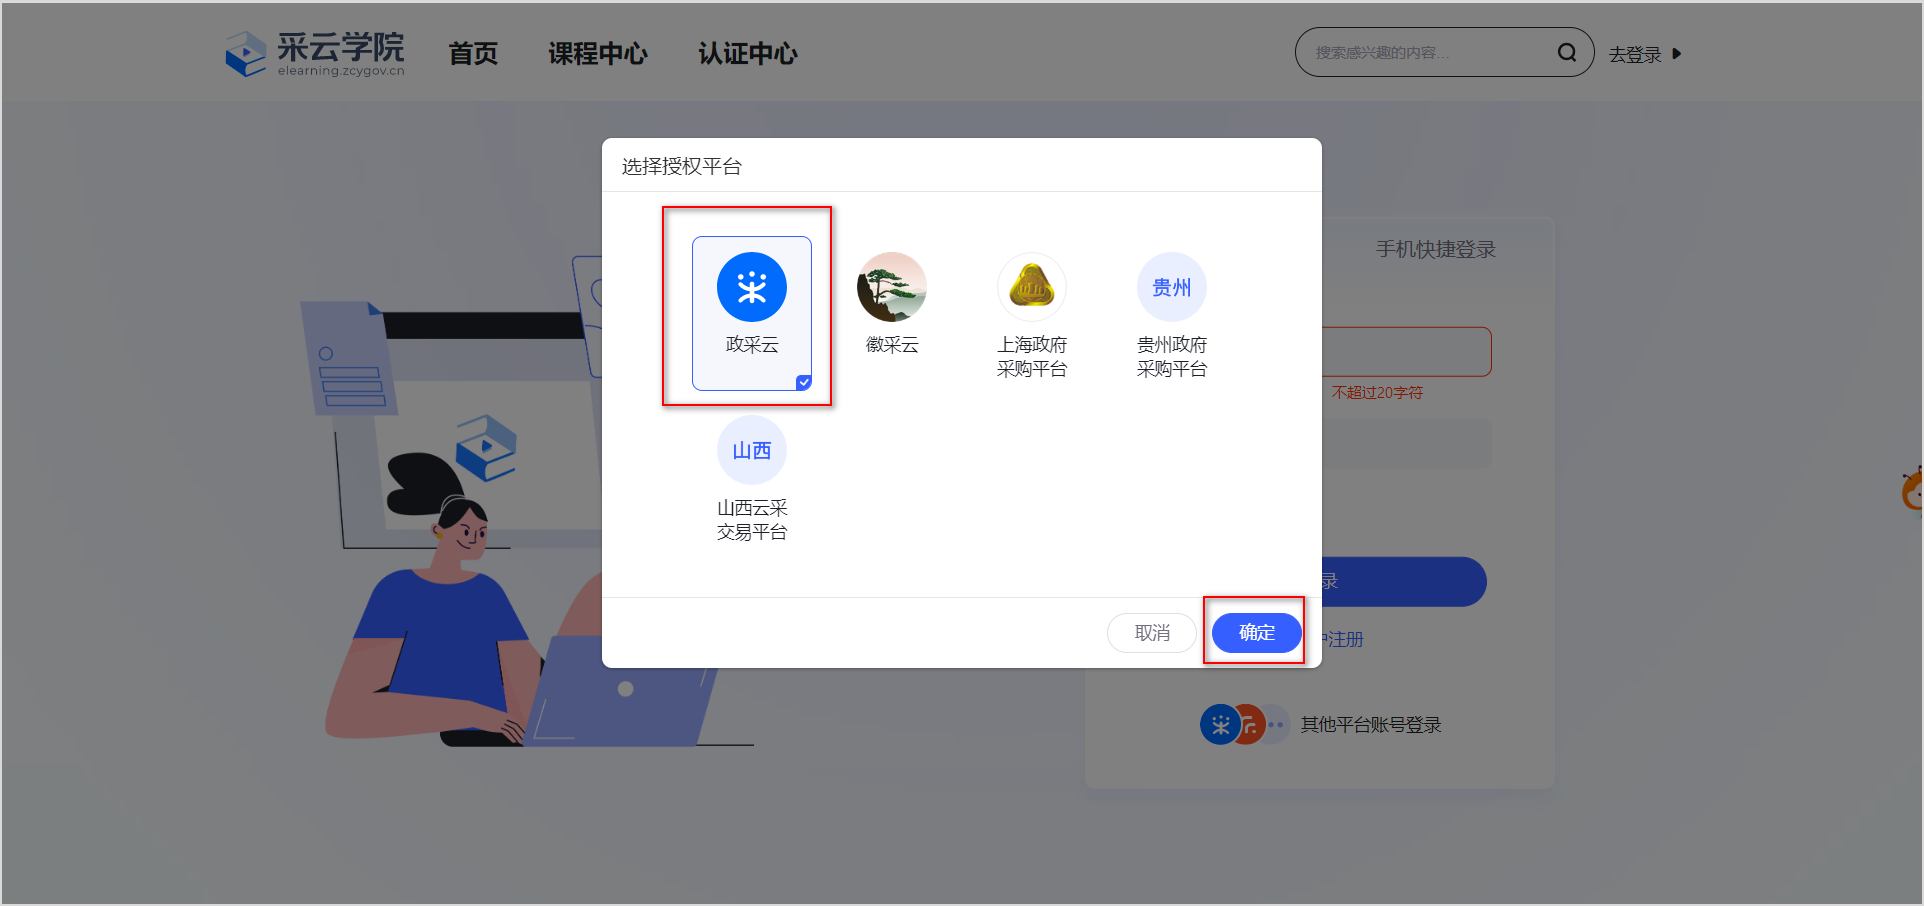 采云学院
elearning.zcygov.cn
首页
课程中心
认证中心
搜索感兴趣的内容...
去登录
选择授权平台
政采云
徽采云
上海政府
采购平台
贵州
贵州政府
采购平台
山西
山西云采
交易平台
取消
确定
手机快捷登录
不超过20字符
录
注册
其他平台账号登录